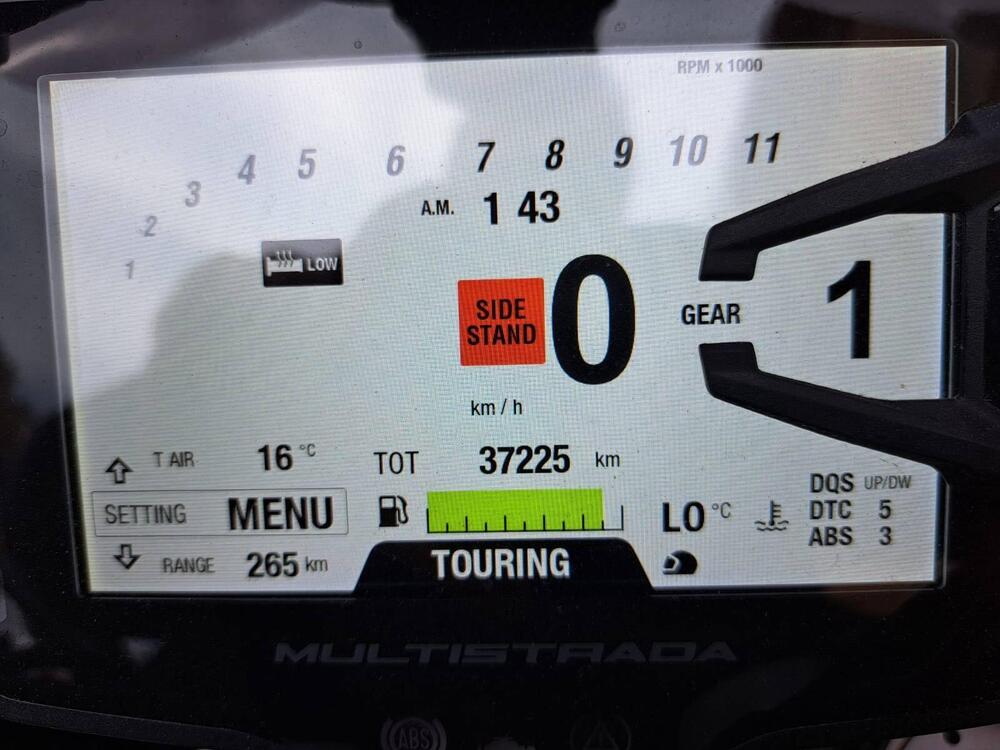 RPM x 1000
1 2 3 4 5 6 7 8 9 10 11
A.M. 1 43
LOW
SIDE
STAND
0
GEAR 1
km / h
T AIR 16 °C
TOT 37225 km
SETTING MENU
RANGE 265 km
LO °C
DQS UP/DW
DTC 5
ABS 3
TOURING
MULTISTRADA
ABS